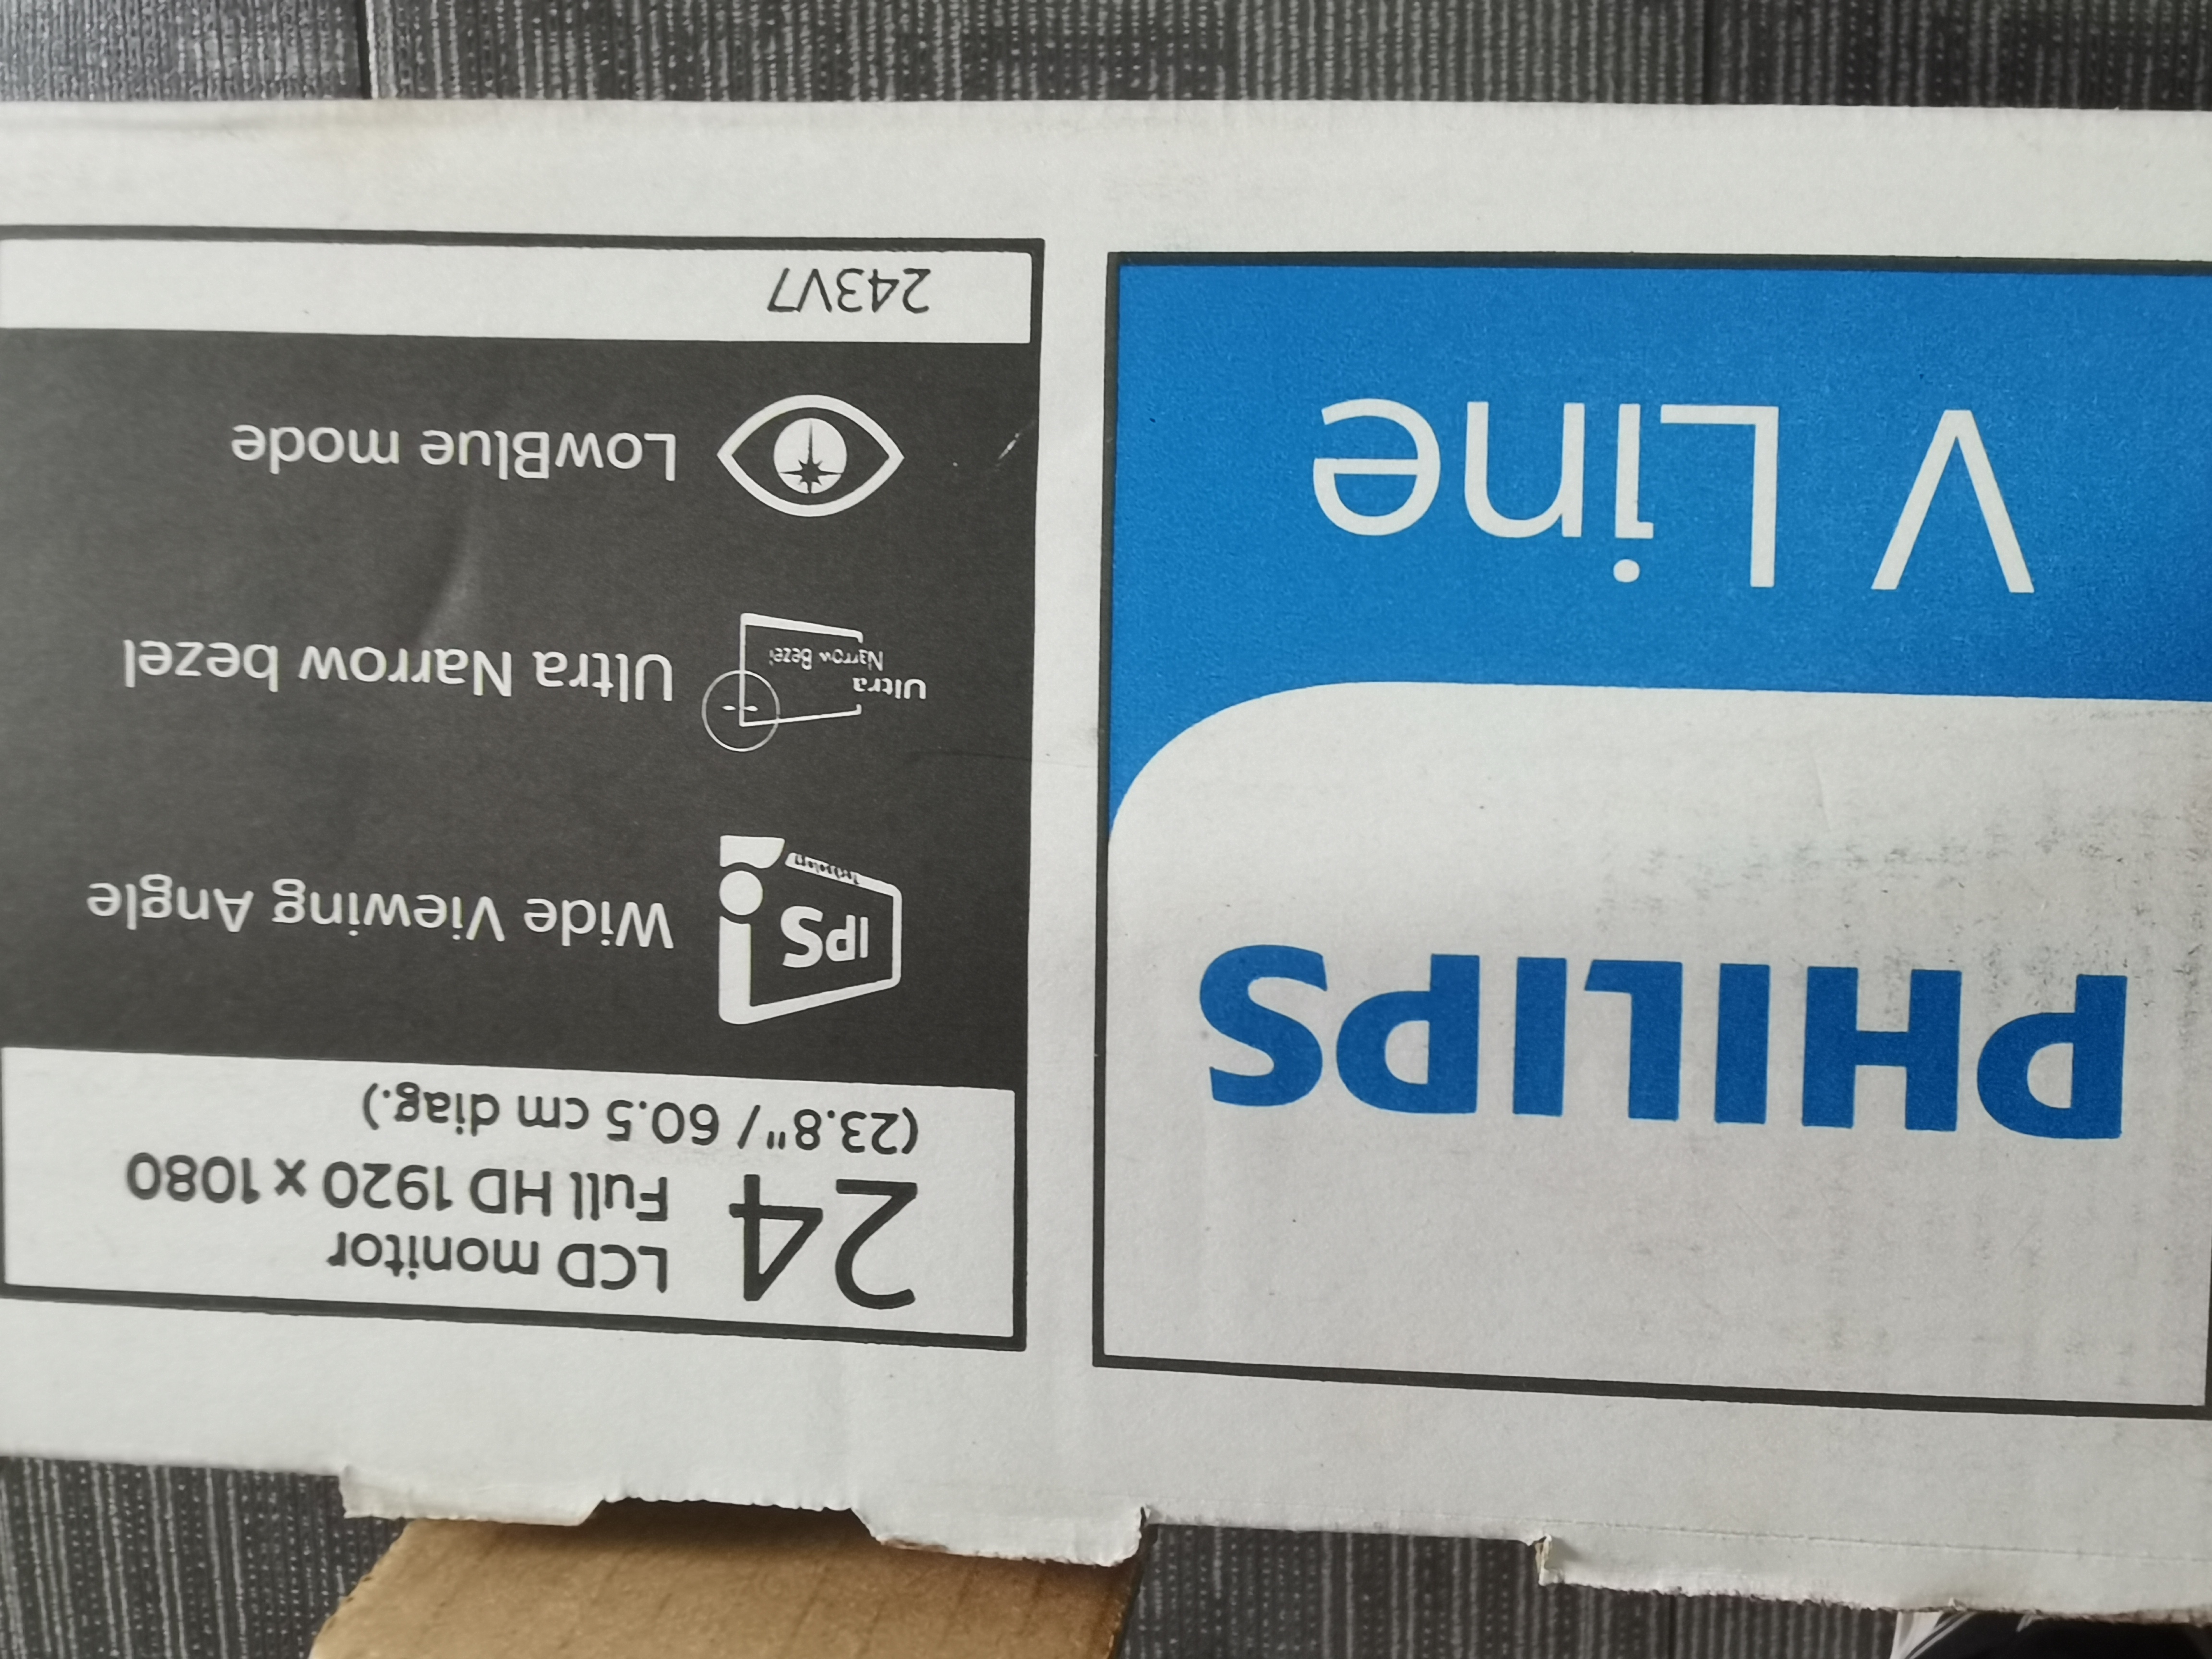 PHILIPS
V Line
24
LCD monitor
Full HD 1920 x 1080
(23.8"/ 60.5 cm diag.)
IPS
Wide Viewing Angle
Ultra
Narrow Bezel
Ultra Narrow bezel
LowBlue mode
243V7